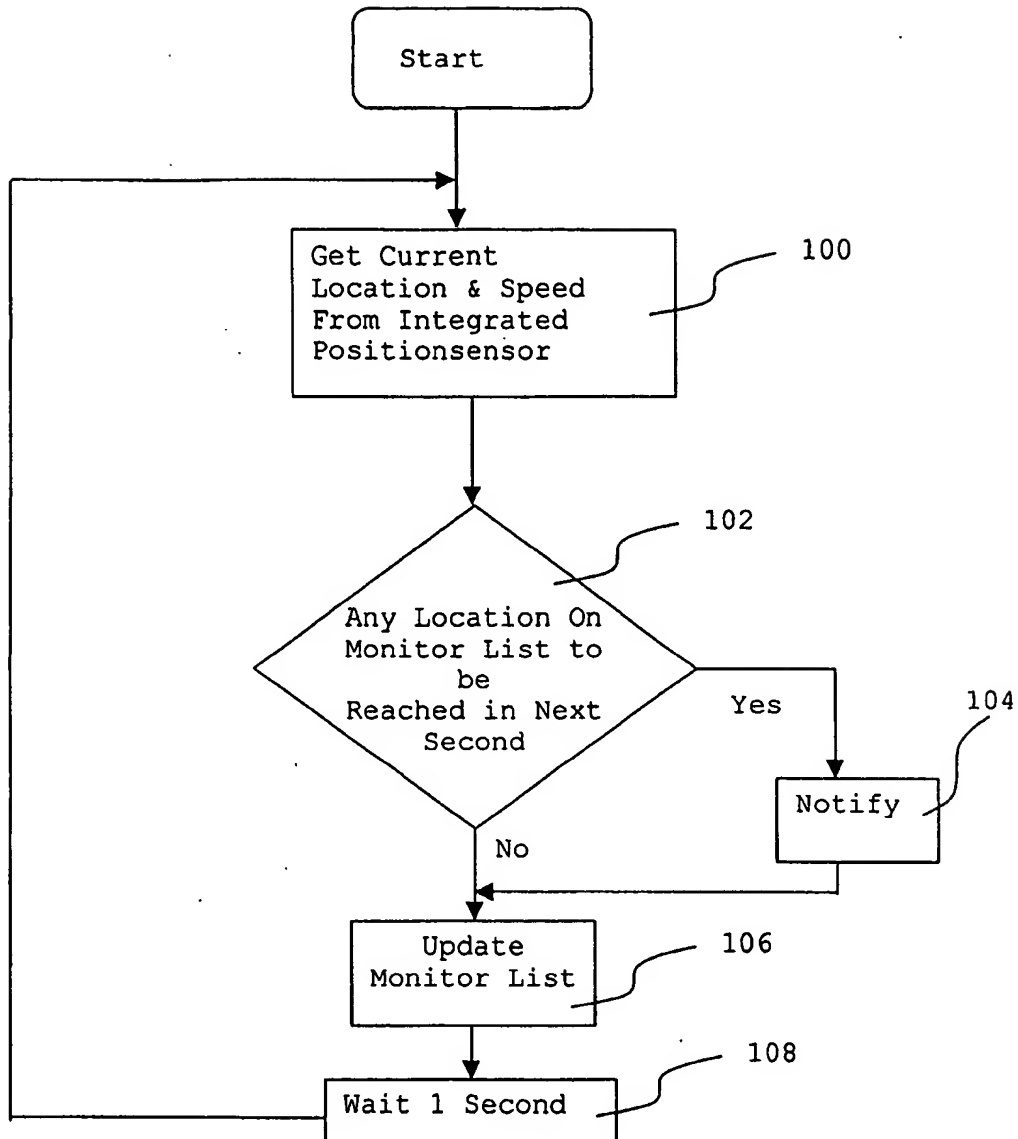 Start
Get Current
Location & Speed
From Integrated
Positionsensor
100
102
Any Location On
Monitor List to
be
Reached in Next
Second
Yes
104
Notify
No
Update
Monitor List
106
108
Wait 1 Second